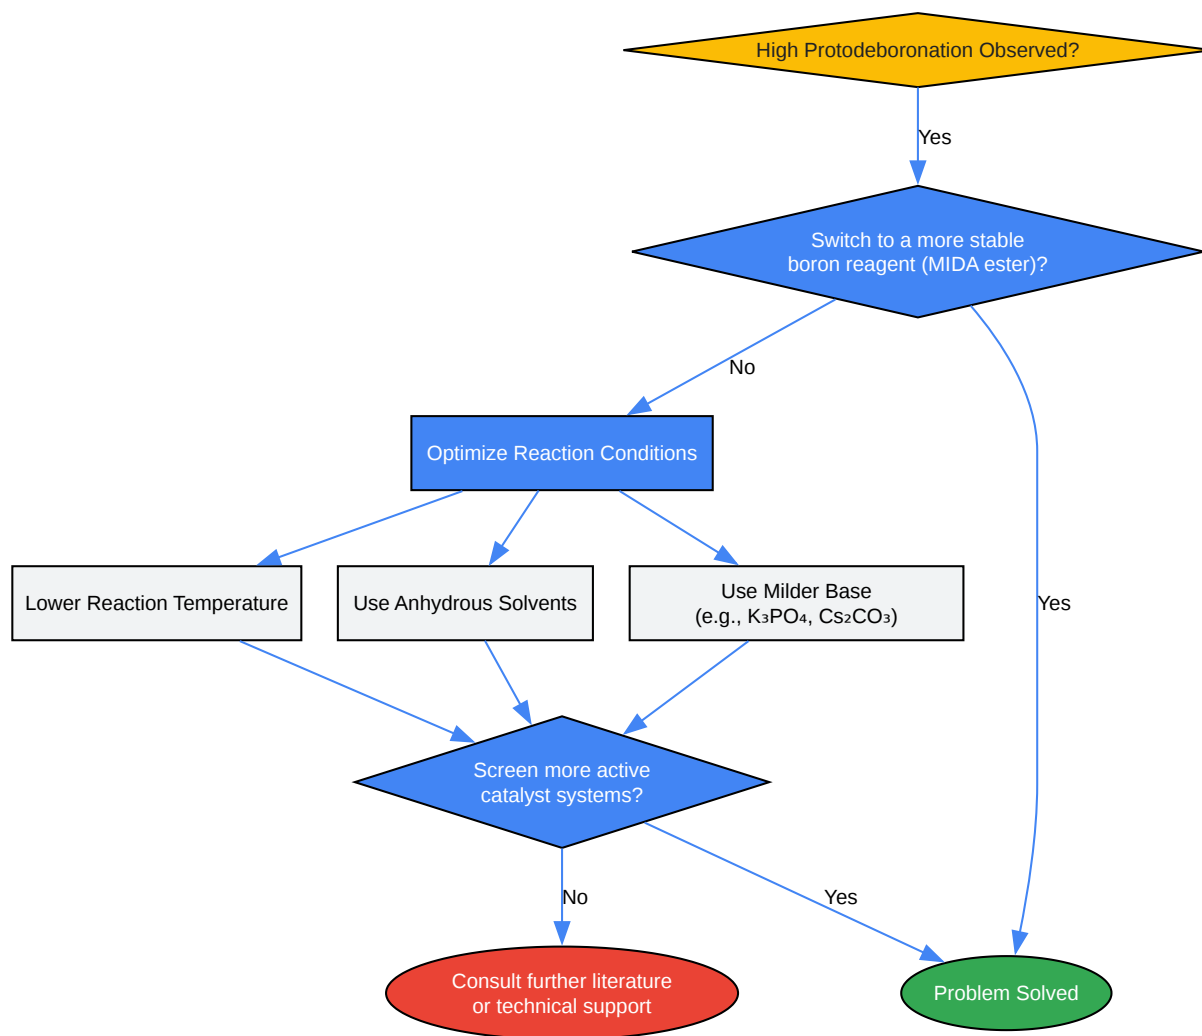 High Protodeboronation Observed?
Yes
Switch to a more stable
boron reagent (MIDA ester)?
No
Optimize Reaction Conditions
Lower Reaction Temperature
Use Anhydrous Solvents
Use Milder Base
(e.g., K₃PO₄, Cs₂CO₃)
Yes
Screen more active
catalyst systems?
No
Yes
Consult further literature
or technical support
Problem Solved